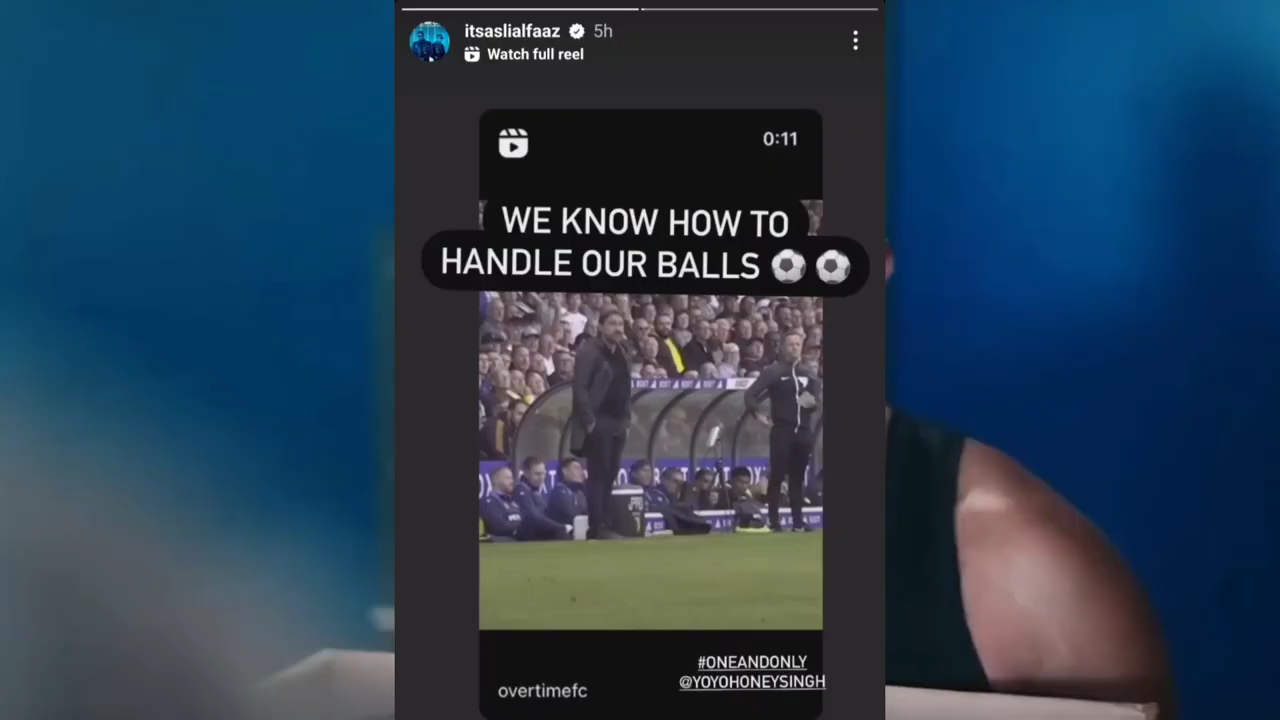 itsaslialfaaz 5h
Watch full reel
0:11
WE KNOW HOW TO
HANDLE OUR BALLS ⚽⚽
#ONEANDONLY
@YOYOHONEYSINGH
overtimefc